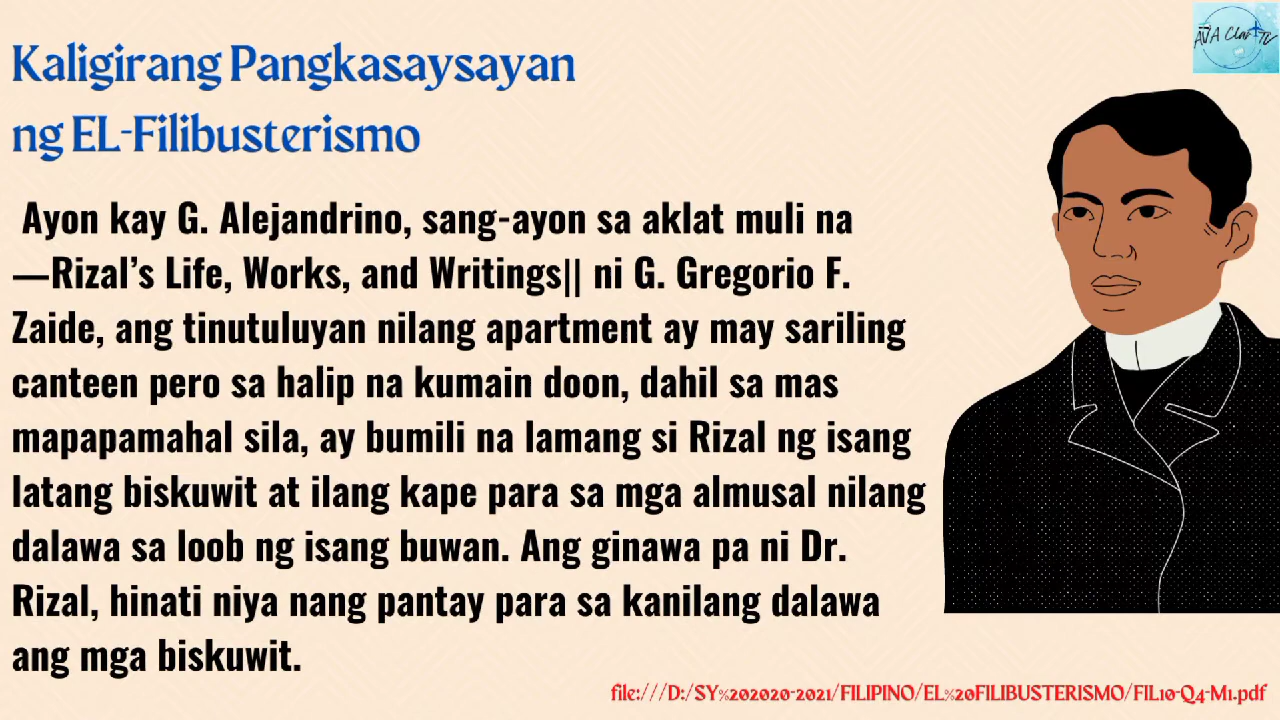 Kaligirang Pangkasaysayan
ng EL-Filibusterismo
Ayon kay G. Alejandrino, sang-ayon sa aklat muli na
―Rizal's Life, Works, and Writings|| ni G. Gregorio F.
Zaide, ang tinutuluyan nilang apartment ay may sariling
canteen pero sa halip na kumain doon, dahil sa mas
mapapamahal sila, ay bumili na lamang si Rizal ng isang
latang biskuwit at ilang kape para sa mga almusal nilang
dalawa sa loob ng isang buwan. Ang ginawa pa ni Dr.
Rizal, hinati niya nang pantay para sa kanilang dalawa
ang mga biskuwit.
file:///D:/SY%202020-2021/FILIPINO/EL%20FILIBUSTERISMO/FIL10-Q4-M1.pdf